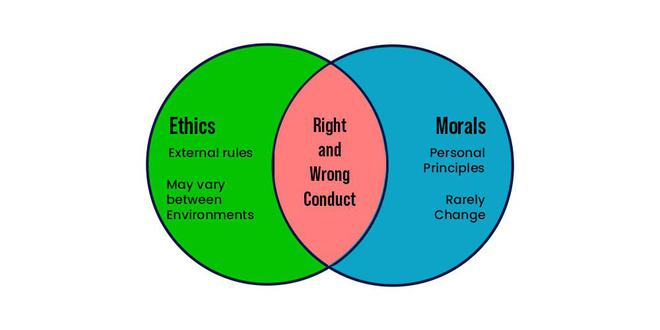 Ethics
External rules
May vary
between
Environments
Right
and
Wrong
Conduct
Morals
Personal
Principles
Rarely
Change